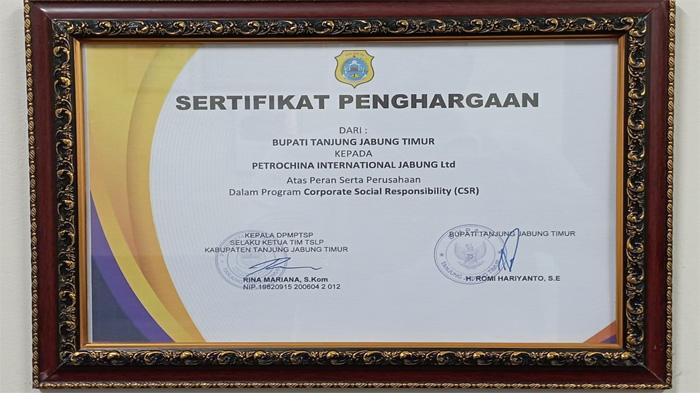 SERTIFIKAT PENGHARGAAN
DARI :
BUPATI TANJUNG JABUNG TIMUR
KEPADA
PETROCHINA INTERNATIONAL JABUNG Ltd
Atas Peran Serta Perusahaan
Dalam Program Corporate Social Responsibility (CSR)
KEPALA DPMPTSP
SELAKU KETUA TIM TSLP
KABUPATEN TANJUNG JABUNG TIMUR
RINA MARIANA, S.Kom
NIP 19820915 200604 2 012
BUPATI TANJUNG JABUNG TIMUR
H. ROMI HARIYANTO, S.E